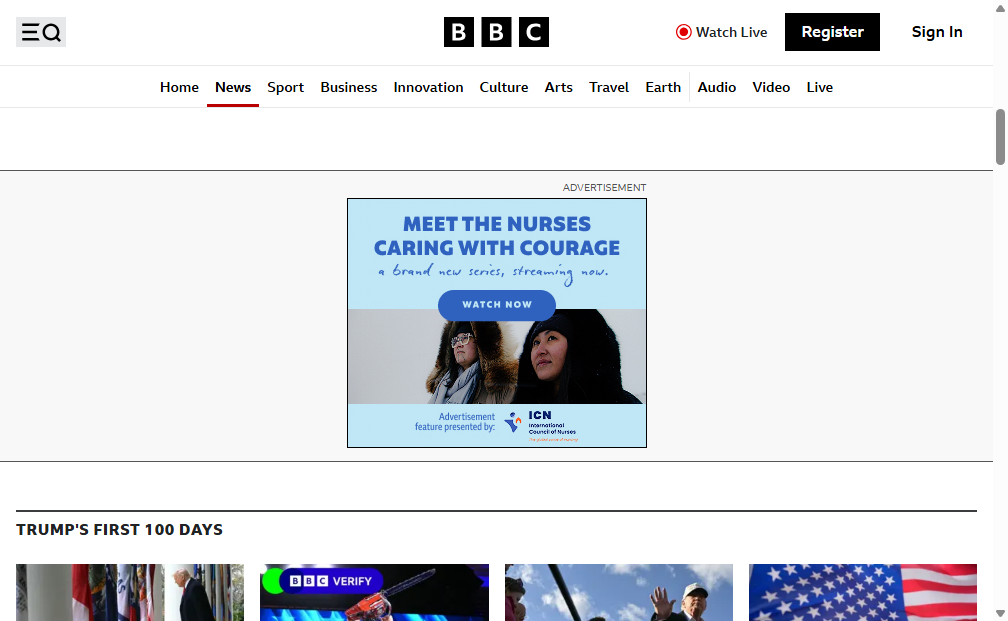 BBC
Watch Live
Register
Sign In
Home
News
Sport
Business
Innovation
Culture
Arts
Travel
Earth
Audio
Video
Live
ADVERTISEMENT
MEET THE NURSES
CARING WITH COURAGE
a brand new series, streaming now.
WATCH NOW
Advertisement
feature presented by:
ICN
International
Council of Nurses
TRUMP'S FIRST 100 DAYS
BBC VERIFY